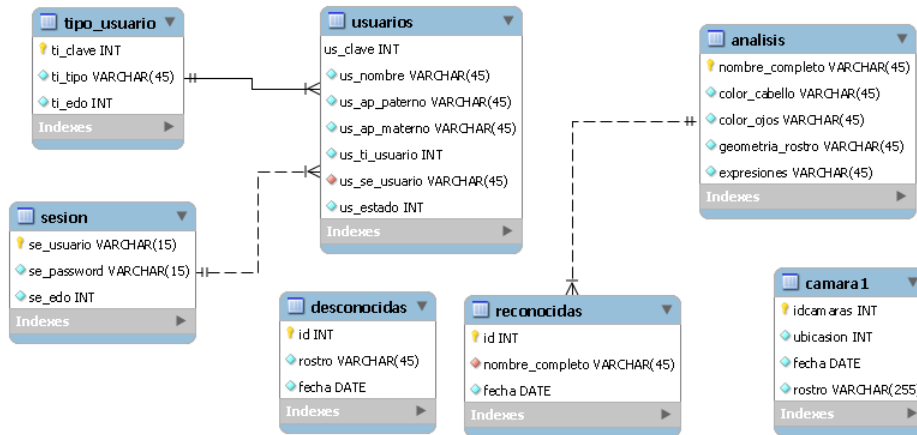 tipo_usuario
ti_clave INT
ti_tipo VARCHAR(45)
ti_edo INT
Indexes
usuarios
us_clave INT
us_nombre VARCHAR(45)
us_ap_paterno VARCHAR(45)
us_ap_materno VARCHAR(45)
us_ti_usuario INT
us_se_usuario VARCHAR(45)
us_estado INT
Indexes
analisis
nombre_completo VARCHAR(45)
color_cabello VARCHAR(45)
color_ojos VARCHAR(45)
geometria_rostro VARCHAR(45)
expresiones VARCHAR(45)
Indexes
sesion
se_usuario VARCHAR(15)
se_password VARCHAR(15)
se_edo INT
Indexes
desconocidas
id INT
rostro VARCHAR(45)
fecha DATE
Indexes
reconocidas
id INT
nombre_completo VARCHAR(45)
fecha DATE
Indexes
camara1
idcamaras INT
ubicasion INT
fecha DATE
rostro VARCHAR(255)
Indexes